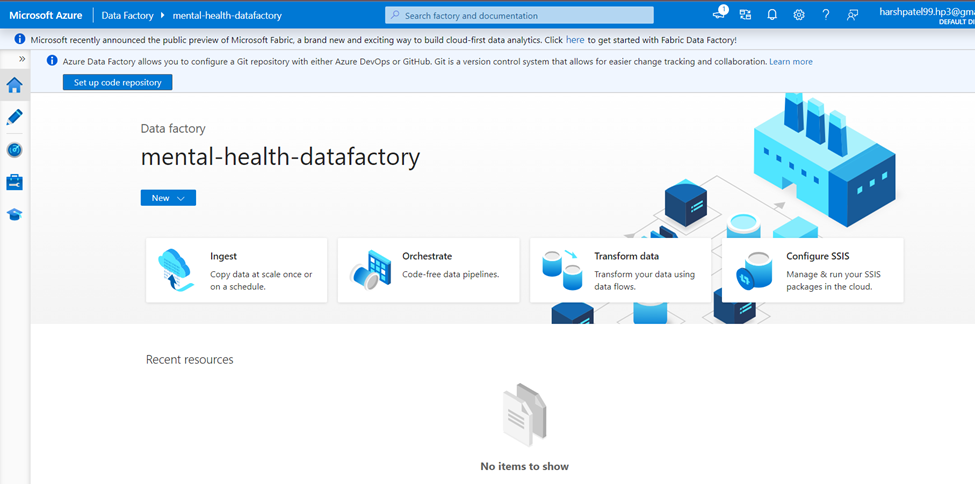 Microsoft Azure
Data Factory
mental-health-datafactory
Search factory and documentation
1
harshpatel99.hp3@gma
DEFAULT DI
Microsoft recently announced the public preview of Microsoft Fabric, a brand new and exciting way to build cloud-first data analytics. Click here to get started with Fabric Data Factory!
Azure Data Factory allows you to configure a Git repository with either Azure DevOps or GitHub. Git is a version control system that allows for easier change tracking and collaboration. Learn more
Set up code repository
Data factory
mental-health-datafactory
New
Ingest
Copy data at scale once or
on a schedule.
Orchestrate
Code-free data pipelines.
Transform data
Transform your data using
data flows.
Configure SSIS
Manage & run your SSIS
packages in the cloud.
Recent resources
No items to show